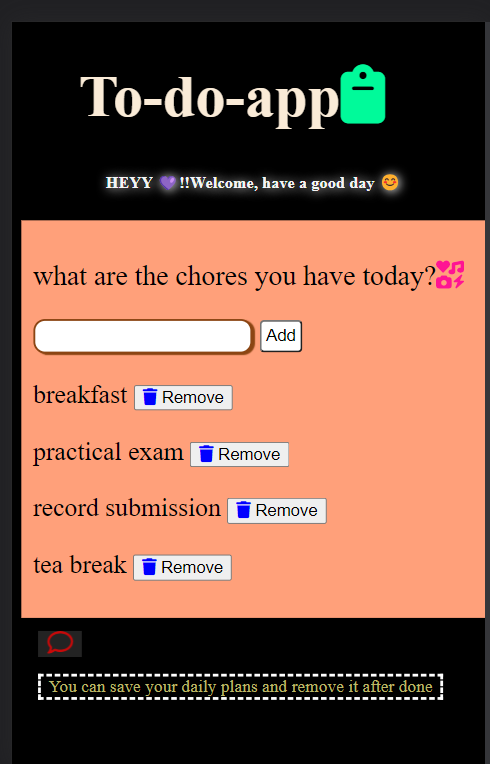 To-do-app
HEYY 💜!!Welcome, have a good day 😊
what are the chores you have today?
Add
breakfast Remove
practical exam Remove
record submission Remove
tea break Remove
You can save your daily plans and remove it after done